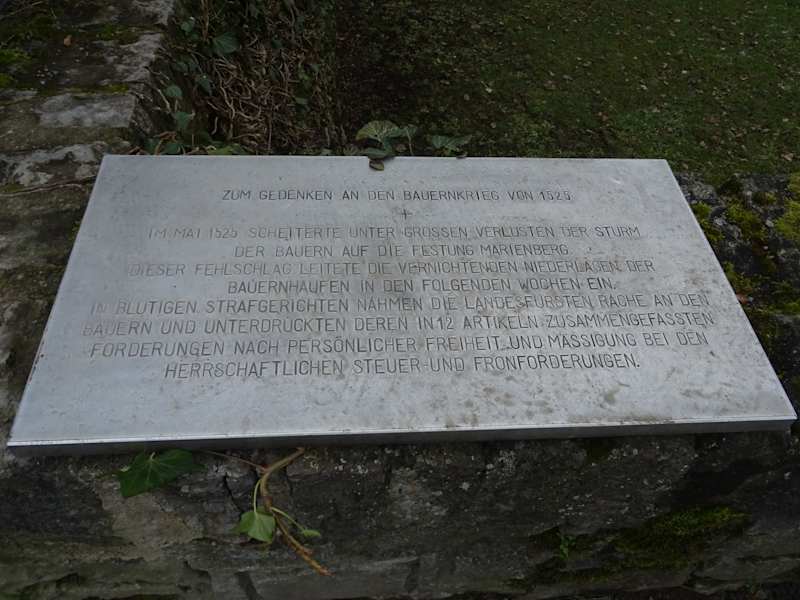 ZUM GEDENKEN AN DEN BAUERNKRIEG VON 1525
+
IM MAI 1525 SCHEITERTE UNTER GROSSEN VERLUSTEN DER STURM
DER BAUERN AUF DIE FESTUNG MARIENBERG.
DIESER FEHLSCHLAG LEITETE DIE VERNICHTENDEN NIEDERLAGEN DER
BAUERNHAUFEN IN DEN FOLGENDEN WOCHEN EIN.
IN BLUTIGEN STRAFGERICHTEN NAHMEN DIE LANDESFÜRSTEN RACHE AN DEN
BAUERN UND UNTERDRÜCKTEN DEREN IN 12 ARTIKELN ZUSAMMENGEFASSTEN
FORDERUNGEN NACH PERSÖNLICHER FREIHEIT UND MÄSSIGUNG BEI DEN
HERRSCHAFTLICHEN STEUER- UND FRONFORDERUNGEN.